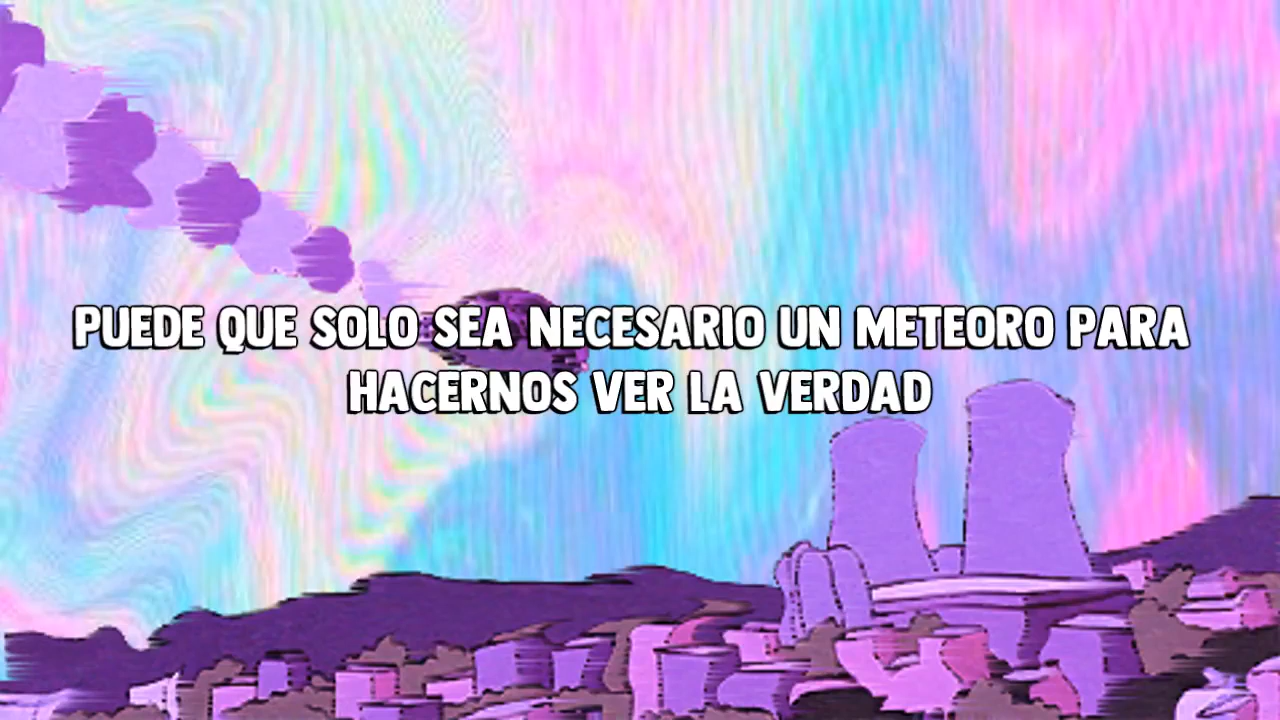 PUEDE QUE SOLO SEA NECESARIO UN METEORO PARA
HACERNOS VER LA VERDAD